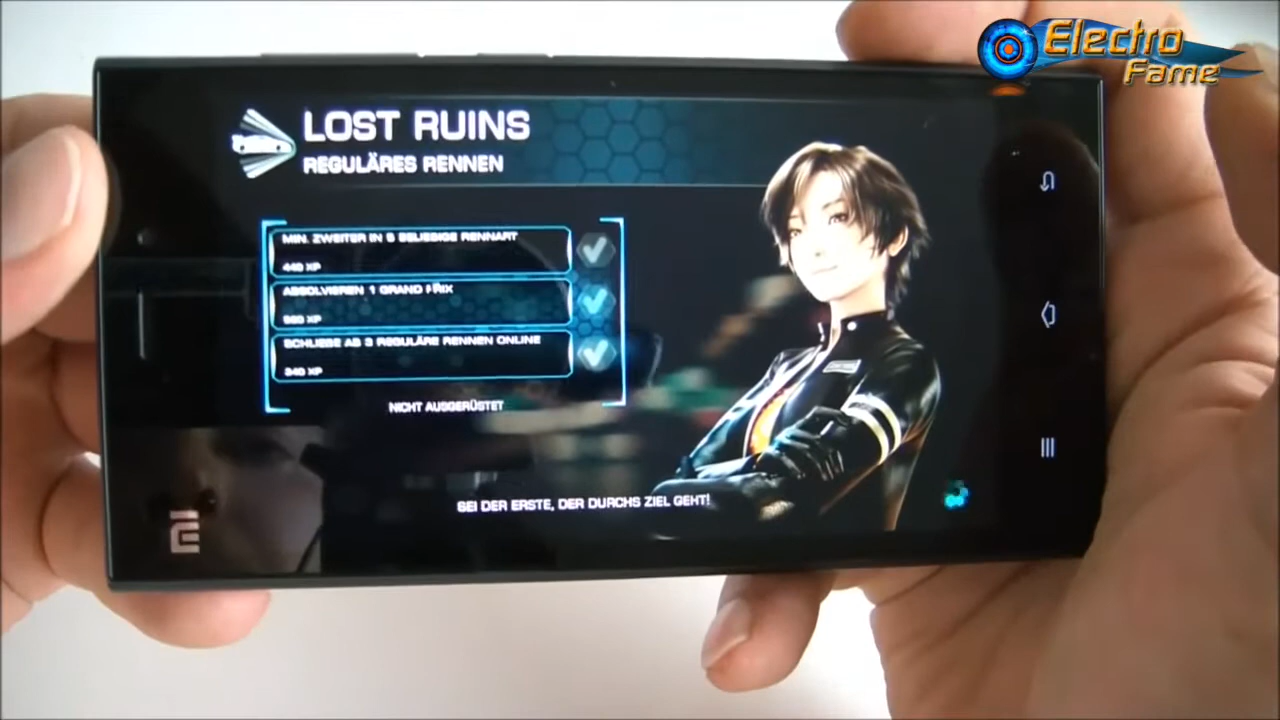 Electro
Fame
LOST RUINS
REGULÄRES RENNEN
MIN. ZWEITER IN 5 BELIEBIGE RENNART
440 XP
ABSOLVIEREN 1 GRAND PRIX
560 XP
SCHLIEßE AB 3 REGULÄRE RENNEN ONLINE
340 XP
NICHT AUSGERÜSTET
SEI DER ERSTE, DER DURCHS ZIEL GEHT!